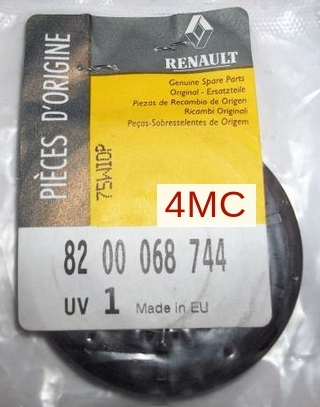 PIÈCES D'ORIGINE
RENAULT
Genuine Spare Parts
Original - Ersatzteile
Piezas de Recambio de Origen
Ricambi Originali
Peças-Sobresselentes de Origem
75W1DP
4MC
82 00 068 744
UV 1 Made in EU